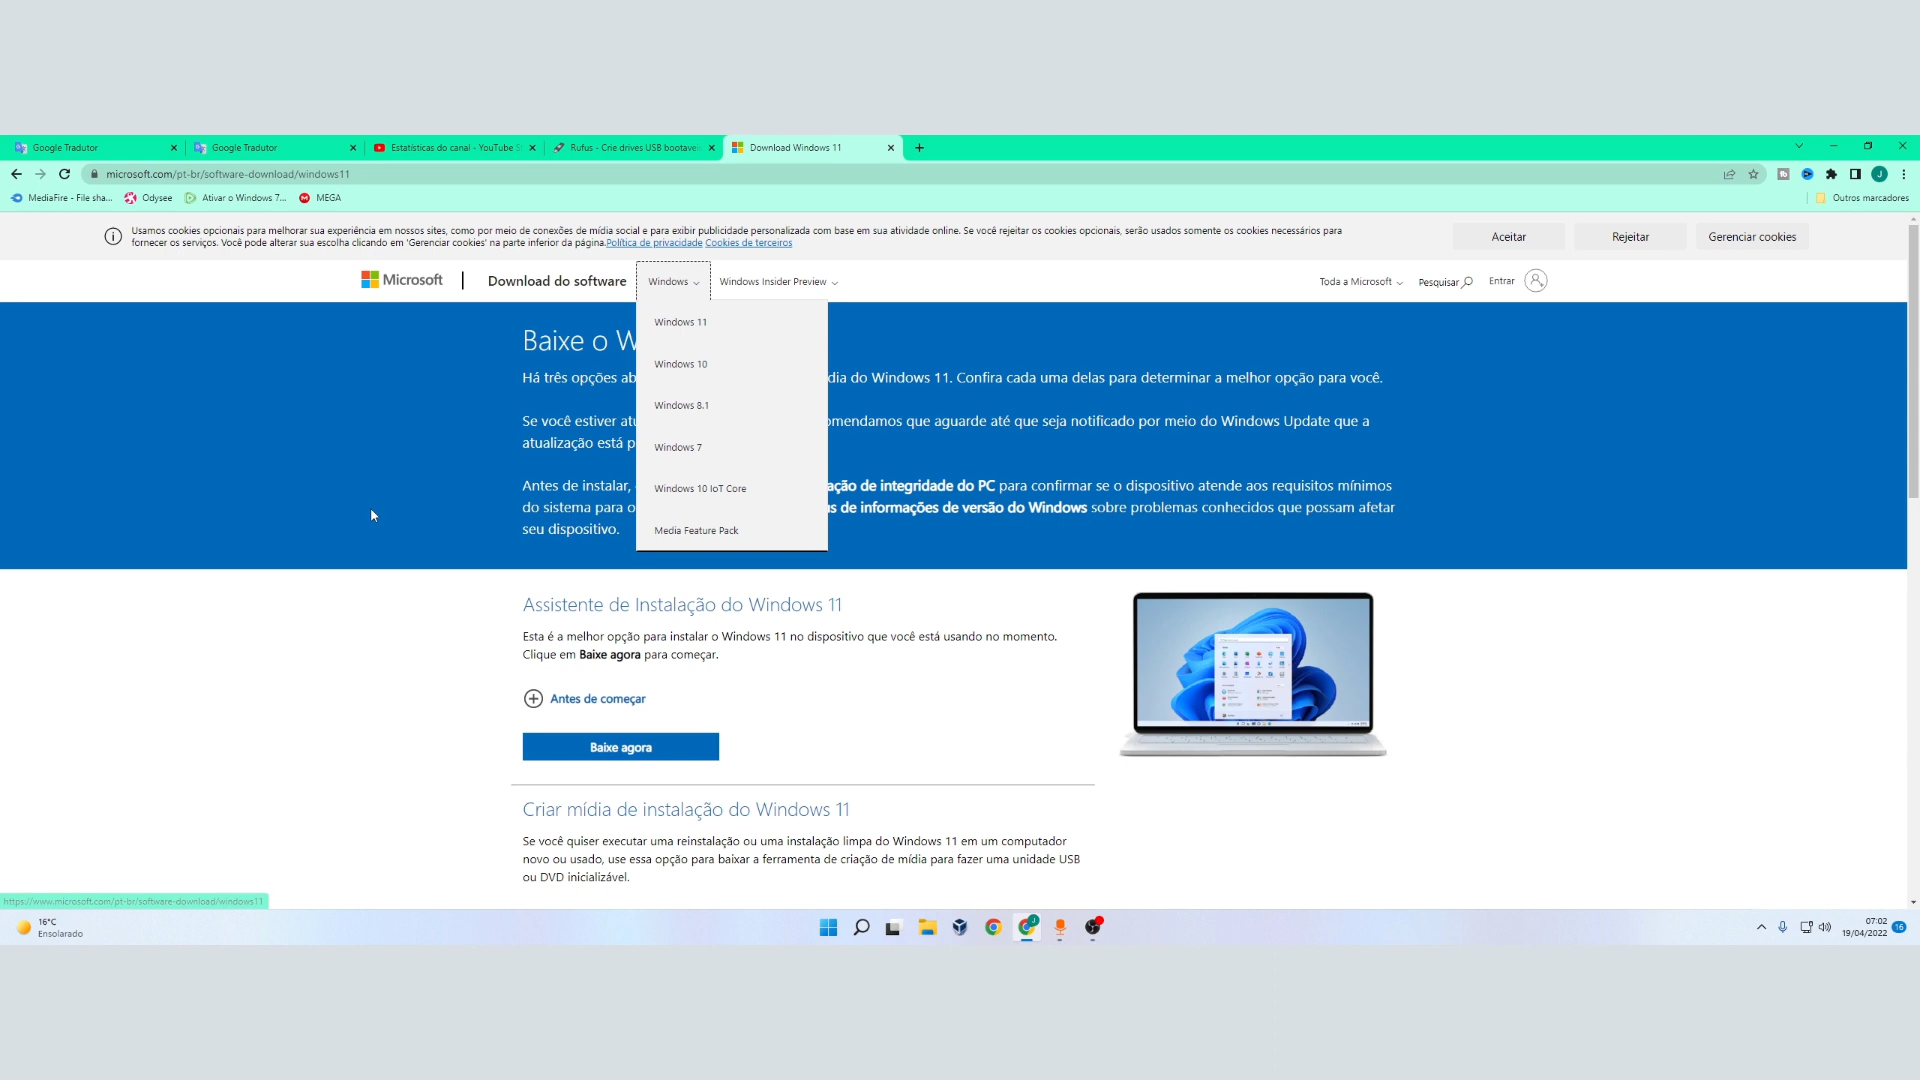 Google Tradutor
Google Tradutor
Estatísticas do canal - YouTube S
Rufus - Crie drives USB bootávei
Download Windows 11
microsoft.com/pt-br/software-download/windows11
MediaFire - File sha...
Odysee
Ativar o Windows 7...
MEGA
Outros marcadores
Usamos cookies opcionais para melhorar sua experiência em nossos sites, como por meio de conexões de mídia social e para exibir publicidade personalizada com base em sua atividade online. Se você rejeitar os cookies opcionais, serão usados somente os cookies necessários para
fornecer os serviços. Você pode alterar sua escolha clicando em 'Gerenciar cookies' na parte inferior da página.Política de privacidade Cookies de terceiros
Aceitar
Rejeitar
Gerenciar cookies
Microsoft
Download do software
Windows
Windows Insider Preview
Toda a Microsoft
Pesquisar
Entrar
Windows 11
Windows 10
Windows 8.1
Windows 7
Windows 10 IoT Core
Media Feature Pack
Baixe o W
Há três opções ab
dia do Windows 11. Confira cada uma delas para determinar a melhor opção para você.
Se você estiver atu
omendamos que aguarde até que seja notificado por meio do Windows Update que a
atualização está p
Antes de instalar,
ação de integridade do PC para confirmar se o dispositivo atende aos requisitos mínimos
do sistema para o
us de informações de versão do Windows sobre problemas conhecidos que possam afetar
seu dispositivo.
Assistente de Instalação do Windows 11
Esta é a melhor opção para instalar o Windows 11 no dispositivo que você está usando no momento.
Clique em Baixe agora para começar.
Antes de começar
Baixe agora
Criar mídia de instalação do Windows 11
Se você quiser executar uma reinstalação ou uma instalação limpa do Windows 11 em um computador
novo ou usado, use essa opção para baixar a ferramenta de criação de mídia para fazer uma unidade USB
ou DVD inicializável.
https://www.microsoft.com/pt-br/software-download/windows11
16°C
Ensolarado
07:02
19/04/2022
16